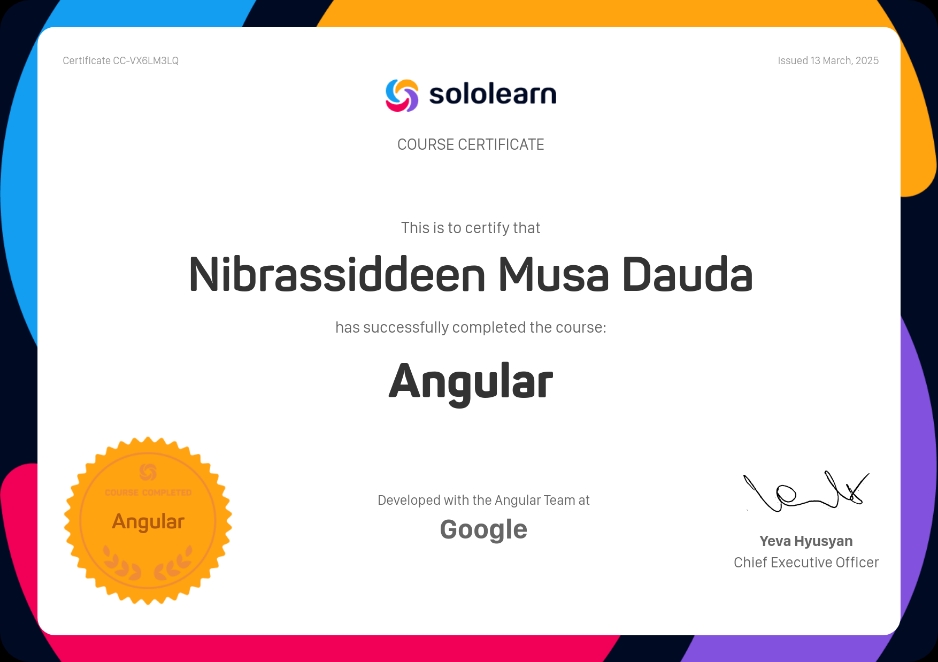 Certificate CC-VX6LM3LQ
Issued 13 March, 2025
sololearn
COURSE CERTIFICATE
This is to certify that
Nibrassiddeen Musa Dauda
has successfully completed the course:
Angular
COURSE COMPLETED
Angular
Developed with the Angular Team at
Google
Yeva Hyusyan
Chief Executive Officer